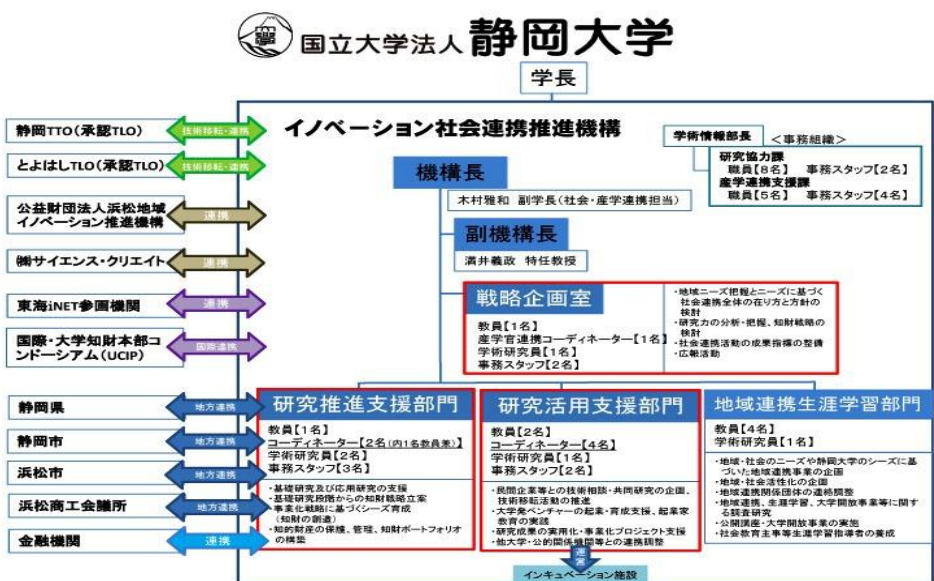 国立大学法人 静岡大学
学長
イノベーション社会連携推進機構
学術情報部長 <事務組織>
研究協力課
職員【8名】 事務スタッフ【2名】
産学連携支援課
職員【5名】 事務スタッフ【4名】
機構長
木村雅和 副学長(社会・産学連携担当)
副機構長
満井義政 特任教授
戦略企画室
教員【1名】
産学官連携コーディネーター【1名】
学術研究員【1名】
事務スタッフ【2名】
・地域ニーズ把握とニーズに基づく
社会連携全体の在り方と方針の
検討
・研究力の分析・把握、知財戦略の
検討
・社会連携活動の成果指標の整備
・広報活動
静岡TTO(承認TLO)
技術移転・連携
とよはしTLO(承認TLO)
技術移転・連携
公益財団法人浜松地域
イノベーション推進機構
連携
㈱サイエンス・クリエイト
連携
東海iNET参画機関
連携
国際・大学知財本部コ
ンドーシアム(UCIP)
国際連携
静岡県
地方連携
静岡市
地方連携
浜松市
地方連携
浜松商工会議所
地方連携
金融機関
連携
研究推進支援部門
教員【1名】
コーディネーター【2名(内1名教員兼)】
学術研究員【2名】
事務スタッフ【3名】
・基礎研究及び応用研究の支援
・基礎研究段階からの知財戦略立案
・事業化戦略に基づくシーズ育成
(知財の創造)
・知的財産の保護、管理、知財ポートフォリオ
の構築
研究活用支援部門
教員【2名】
コーディネーター【4名】
学術研究員【1名】
事務スタッフ【2名】
・民間企業等との技術相談・共同研究の企画、
技術移転活動の推進
・大学発ベンチャーの起業・育成支援、起業家
教育の実践
・研究成果の実用化・事業化プロジェクト支援
・他大学・公的関係機関等との連携調整
運営
インキュベーション施設
地域連携生涯学習部門
教員【4名】
学術研究員【1名】
・地域・社会のニーズや静岡大学のシーズに基
づいた地域連携事業の企画
・地域・社会活性化の企画
・地域連携関係団体の連絡調整
・地域連携、生涯学習、大学開放事業等に関す
る調査研究
・公開講座・大学開放事業の実施
・社会教育主事等生涯学習指導者の養成